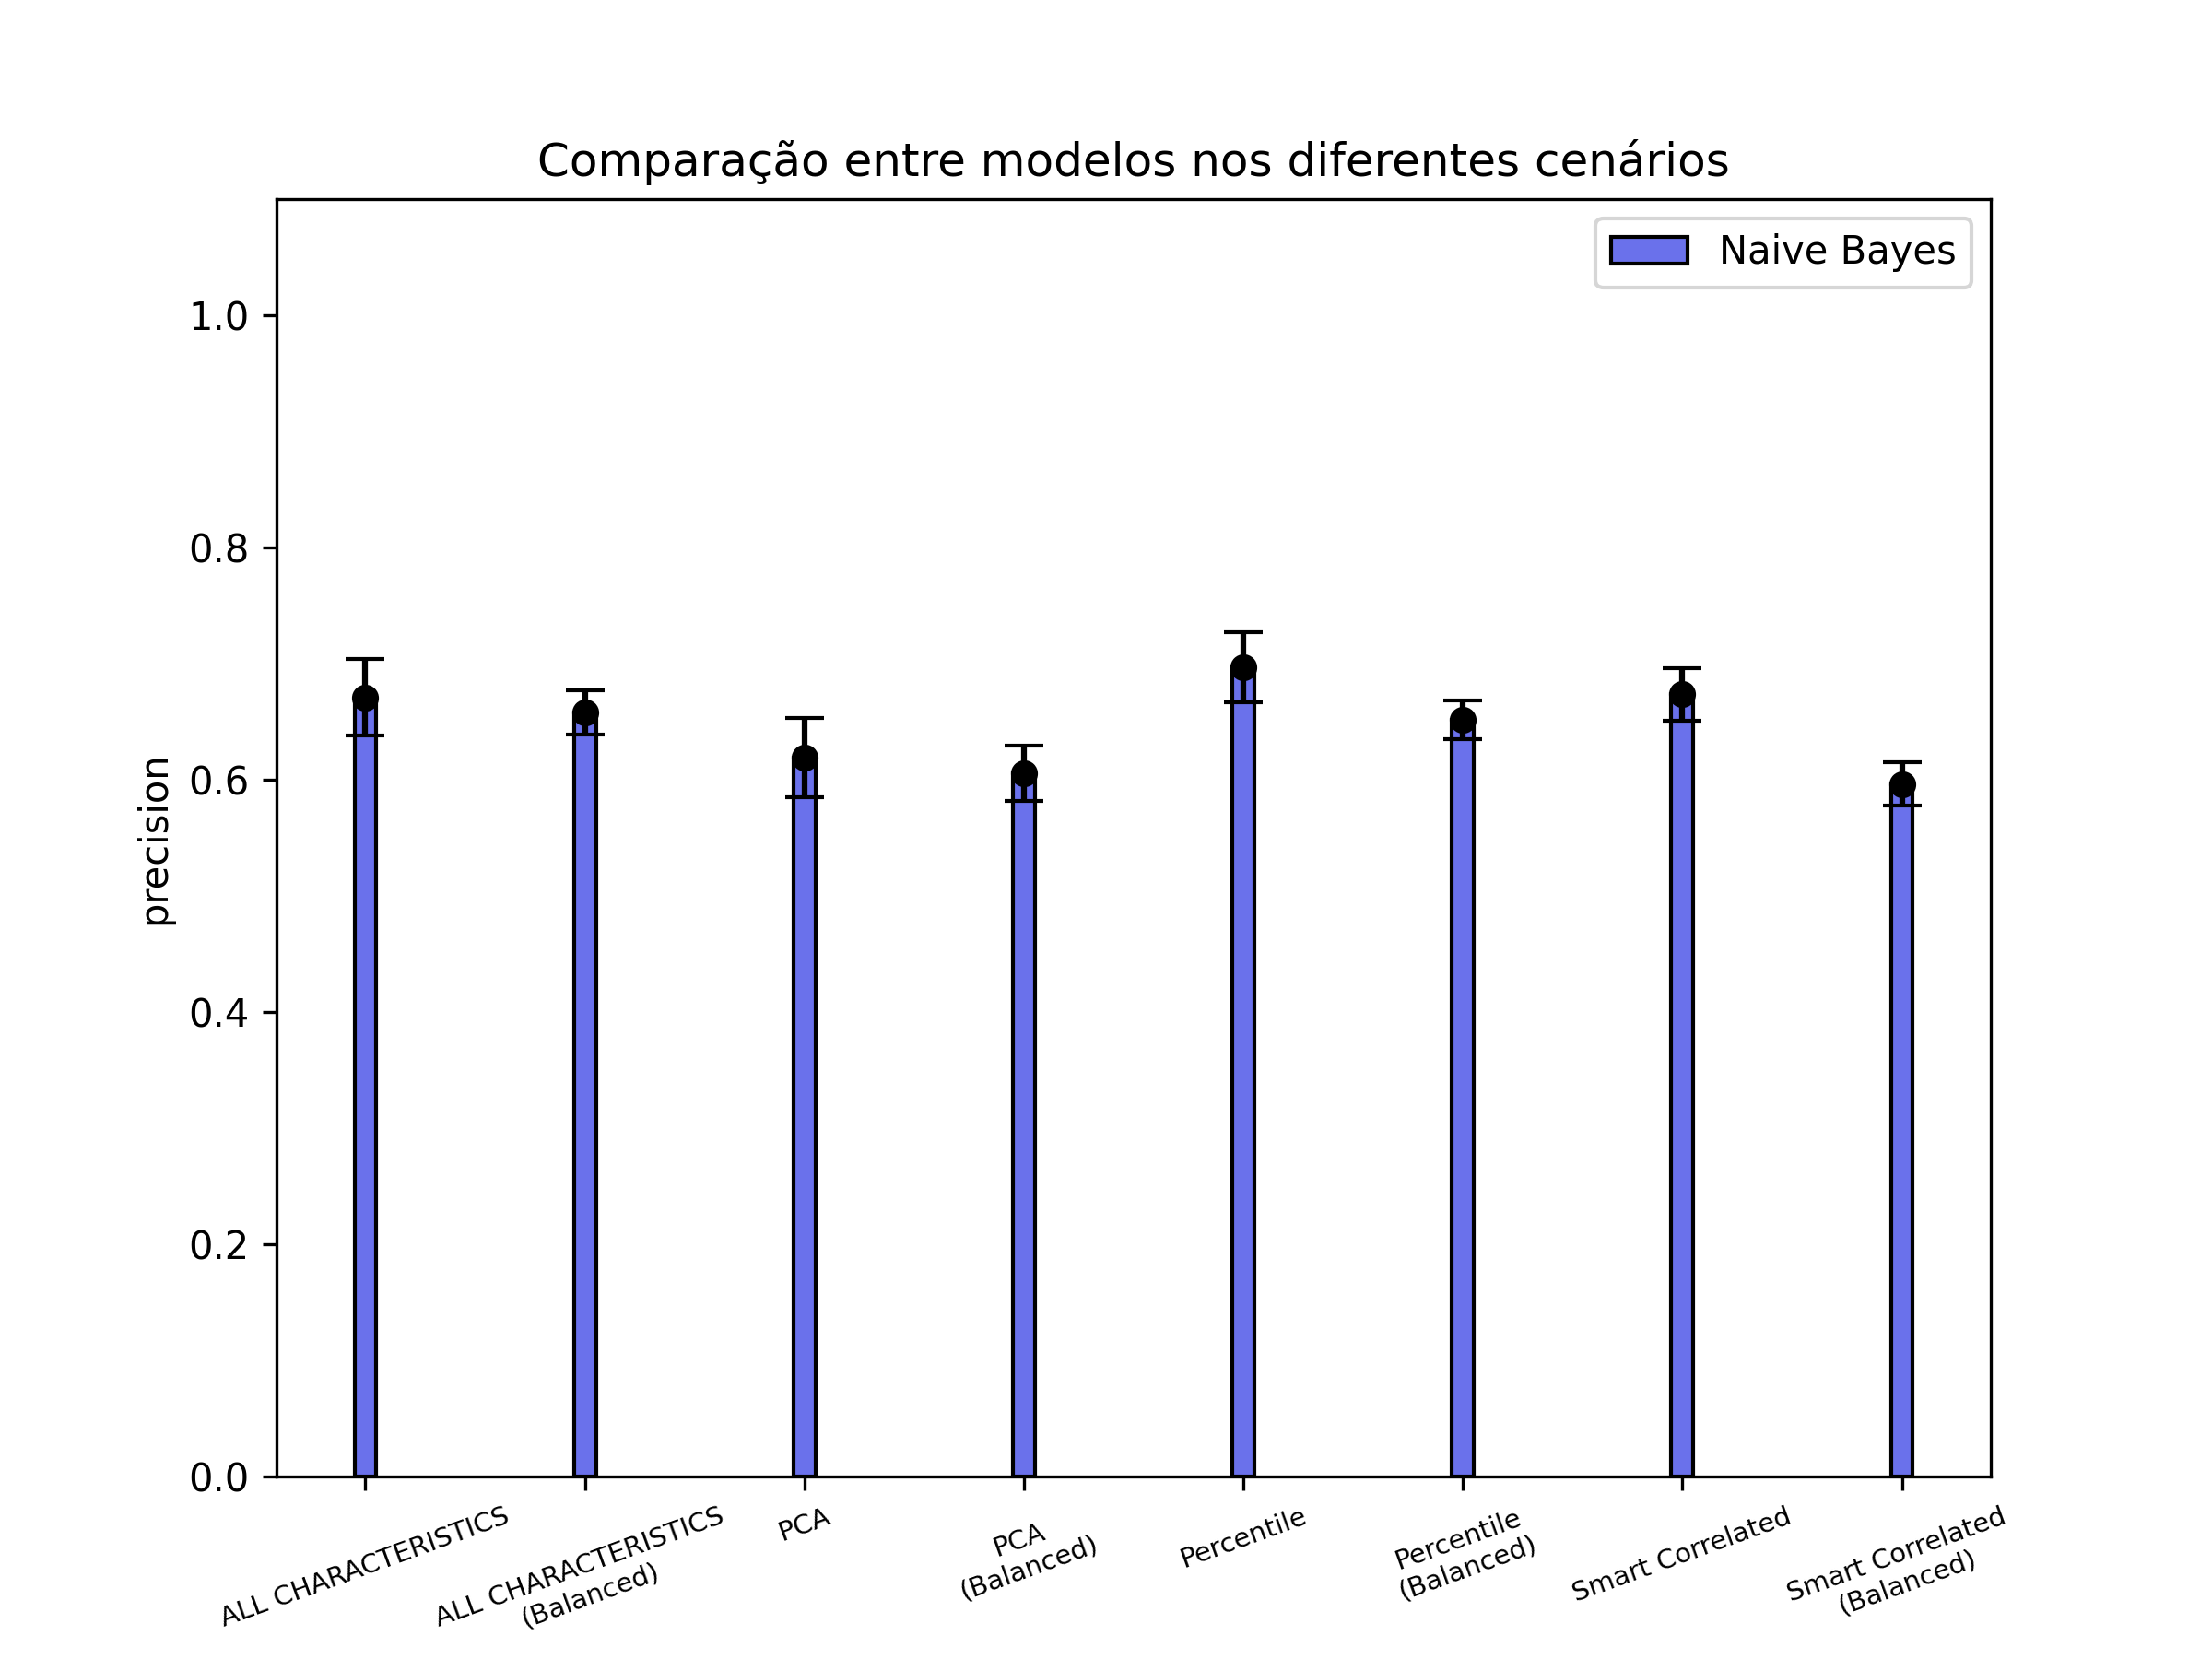 Comparação entre modelos nos diferentes cenários
Naive Bayes
precision
1.0
0.8
0.6
0.4
0.2
0.0
ALL CHARACTERISTICS
ALL CHARACTERISTICS
(Balanced)
PCA
PCA
(Balanced)
Percentile
Percentile
(Balanced)
Smart Correlated
Smart Correlated
(Balanced)